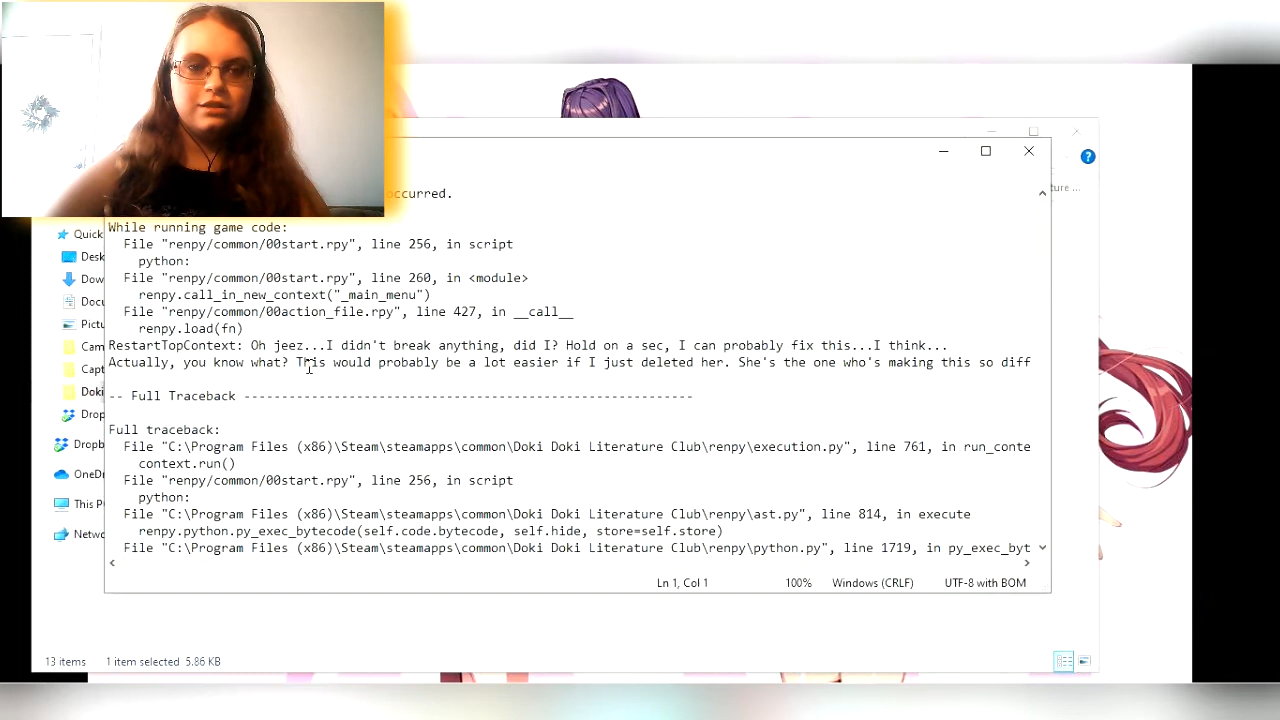 ture ...
occurred.
While running game code:
File "renpy/common/00start.rpy", line 256, in script
python:
File "renpy/common/00start.rpy", line 260, in <module>
renpy.call_in_new_context("_main_menu")
File "renpy/common/00action_file.rpy", line 427, in __call__
renpy.load(fn)
RestartTopContext: Oh jeez...I didn't break anything, did I? Hold on a sec, I can probably fix this...I think...
Actually, you know what? This would probably be a lot easier if I just deleted her. She's the one who's making this so diff
-- Full Traceback ------------------------------------------------------------
Full traceback:
File "C:\Program Files (x86)\Steam\steamapps\common\Doki Doki Literature Club\renpy\execution.py", line 761, in run_conte
context.run()
File "renpy/common/00start.rpy", line 256, in script
python:
File "C:\Program Files (x86)\Steam\steamapps\common\Doki Doki Literature Club\renpy\ast.py", line 814, in execute
renpy.python.py_exec_bytecode(self.code.bytecode, self.hide, store=self.store)
File "C:\Program Files (x86)\Steam\steamapps\common\Doki Doki Literature Club\renpy\python.py", line 1719, in py_exec_byt
Ln 1, Col 1
100%
Windows (CRLF)
UTF-8 with BOM
Quick
Desk
Dow
Docu
Pictu
Cam
Capt
Doki
Drop
Dropb
OneD
This P
Netwo
13 items
1 item selected 5.86 KB